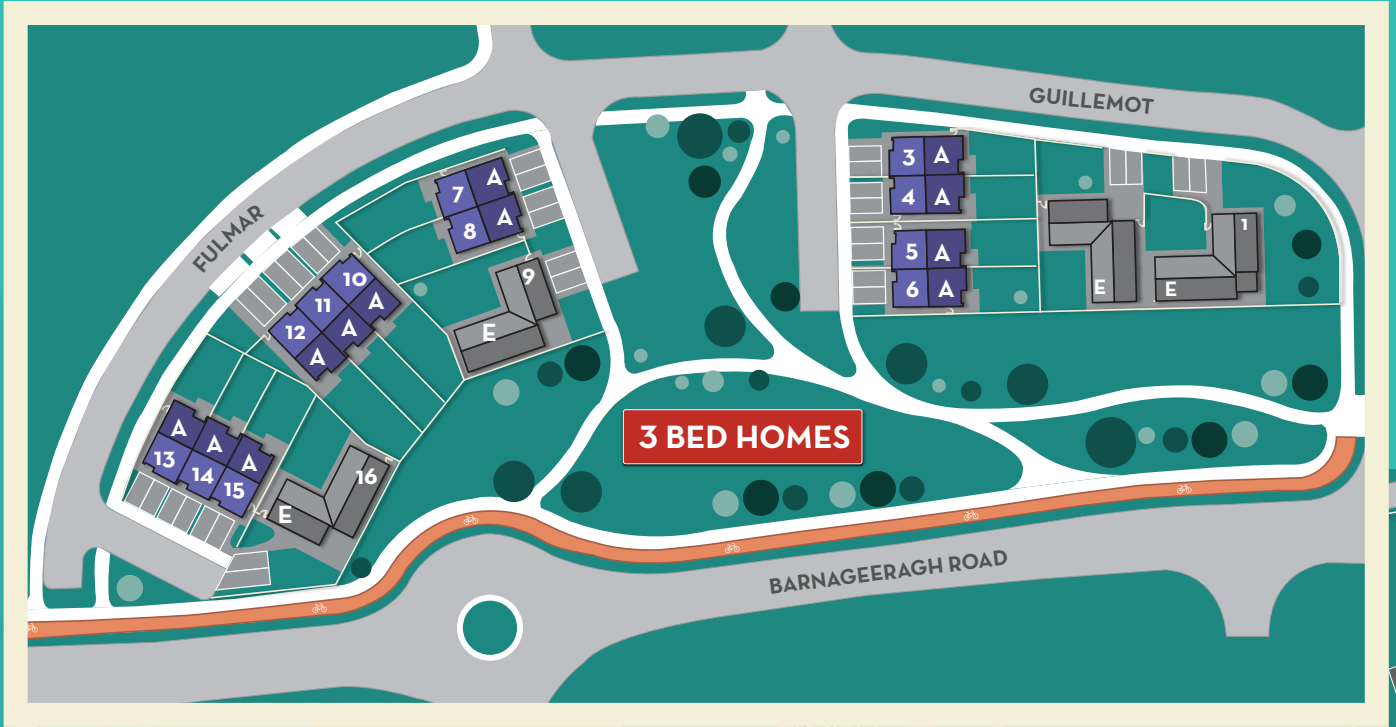 GUILLEMOT
FULMAR
3 A
4 A
5 A
6 A
E
1
E
7 A
8 A
9
E
10
11 A
12 A
A
A
A
A
13
14
15
16
E
3 BED HOMES
BARNAGEERAGH ROAD